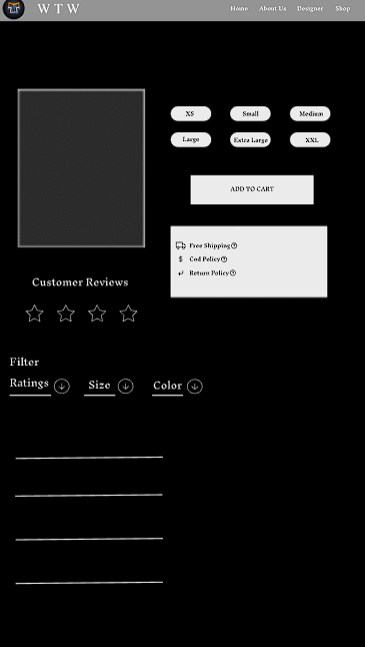 W T W
Home About Us Designer Shop
XS Small Medium
Large Extra Large XXL
ADD TO CART
Free Shipping
$ Cod Policy
Return Policy
Customer Reviews
Filter
Ratings Size Color